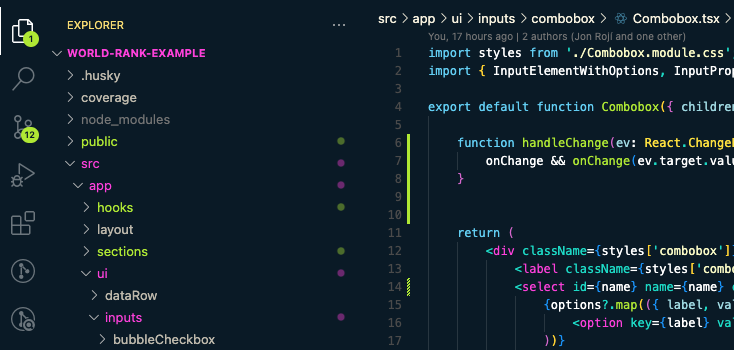 EXPLORER
...
1
WORLD-RANK-EXAMPLE
.husky
coverage
node_modules
12
public
src
app
hooks
layout
sections
ui
dataRow
inputs
bubbleCheckbox
src > app > ui > inputs > combobox > Combobox.tsx >
You, 17 hours ago | 2 authors (Jon Rojí and one other)
1 import styles from './Combobox.module.css'
2 import { InputElementWithOptions, InputProp
3
4 export default function Combobox({ children
5
6 function handleChange(ev: React.Change
7 onChange && onChange(ev.target.valu
8 }
9
10
11 return (
12 <div className={styles['combobox']}
13 <label className={styles['combo
14 <select id={name} name={name}
15 {options?.map(({ label, va
16 <option key={label} val
17 ))}